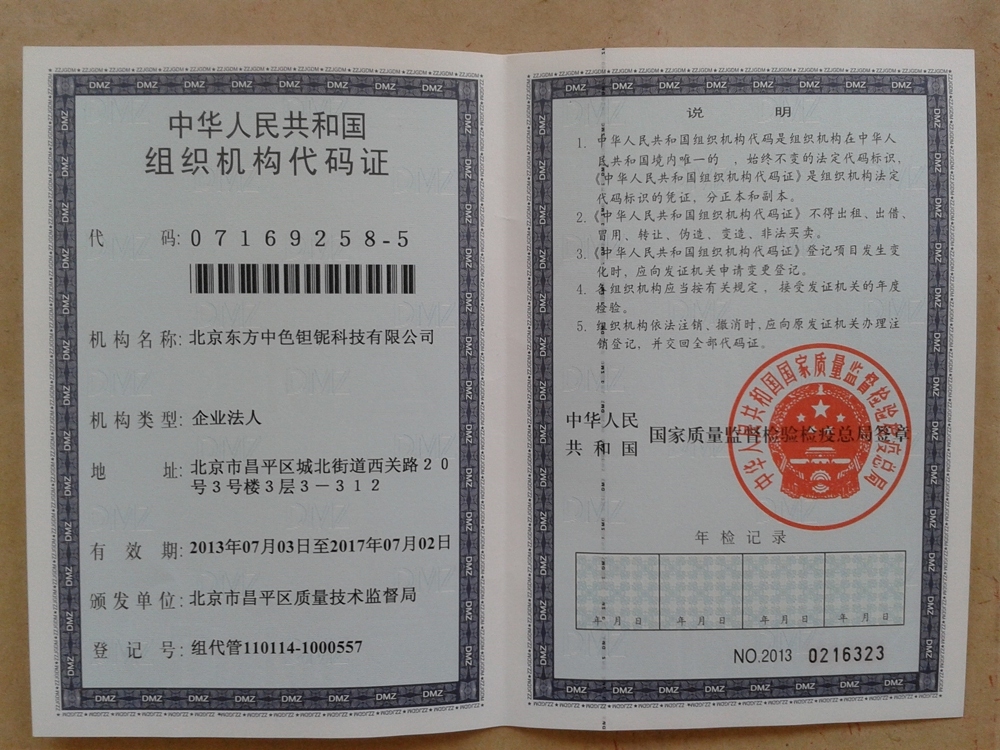 中华人民共和国
组织机构代码证
代 码: 07169258-5
机构名称: 北京东方中色钽铌科技有限公司
机构类型: 企业法人
地 址: 北京市昌平区城北街道西关路20
号3号楼3层3－312
有 效 期: 2013年07月03日至2017年07月02日
颁发单位: 北京市昌平区质量技术监督局
登 记 号: 组代管110114-1000557
说 明
1. 中华人民共和国组织机构代码是组织机构在中华人
民共和国境内唯一的 ，始终不变的法定代码标识，
《中华人民共和国组织机构代码证》是组织机构法定
代码标识的凭证，分正本和副本。
2.《中华人民共和国组织机构代码证》不得出租、出借、
冒用、转让、伪造、变造、非法买卖。
3.《中华人民共和国组织机构代码证》登记项目发生变
化时，应向发证机关申请变更登记。
4. 各组织机构应当按有关规定，接受发证机关的年度
检验。
5. 组织机构依法注销、撤消时,应向原发证机关办理注
销登记，并交回全部代码证。
中华人民
共和国 国家质量监督检验检疫总局签章
中华人民共和国国家质量监督检验检疫总局
年检记录
年 月 日 年 月 日 年 月 日 年 月 日
NO.2013 0216323